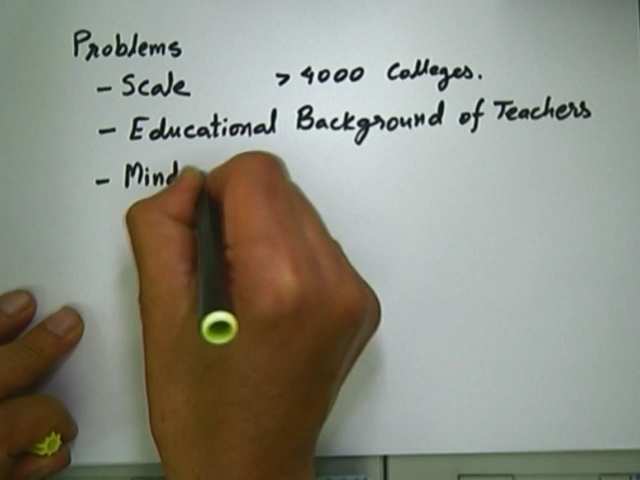 Problems
- Scale > 4000 Colleges.
- Educational Background of Teachers
- Mind